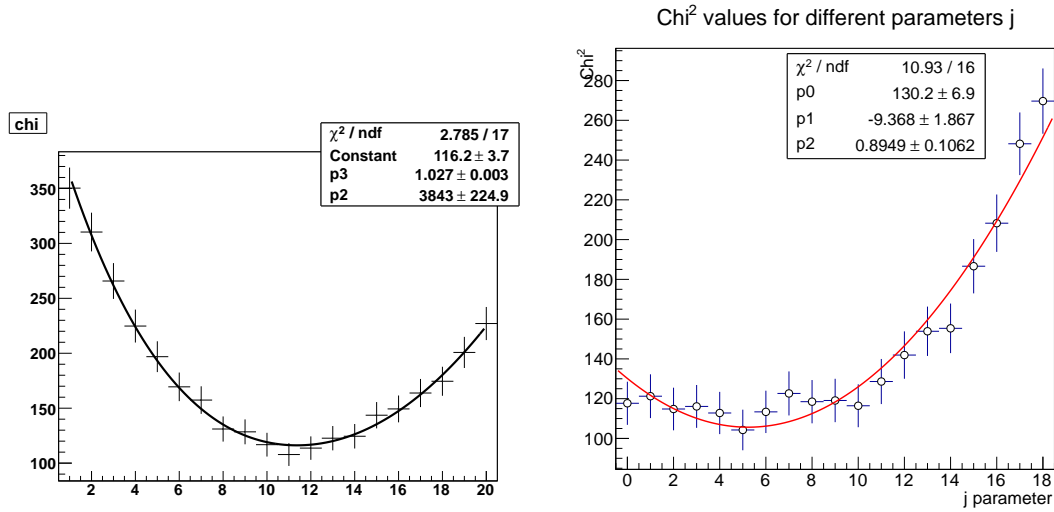 chi
χ² / ndf 2.785 / 17
Constant 116.2 ± 3.7
p3 1.027 ± 0.003
p2 3843 ± 224.9
350
300
250
200
150
100
2 4 6 8 10 12 14 16 18 20
Chi² values for different parameters j
Chi²
χ² / ndf 10.93 / 16
p0 130.2 ± 6.9
p1 -9.368 ± 1.867
p2 0.8949 ± 0.1062
280
260
240
220
200
180
160
140
120
100
0 2 4 6 8 10 12 14 16 18
j parameter